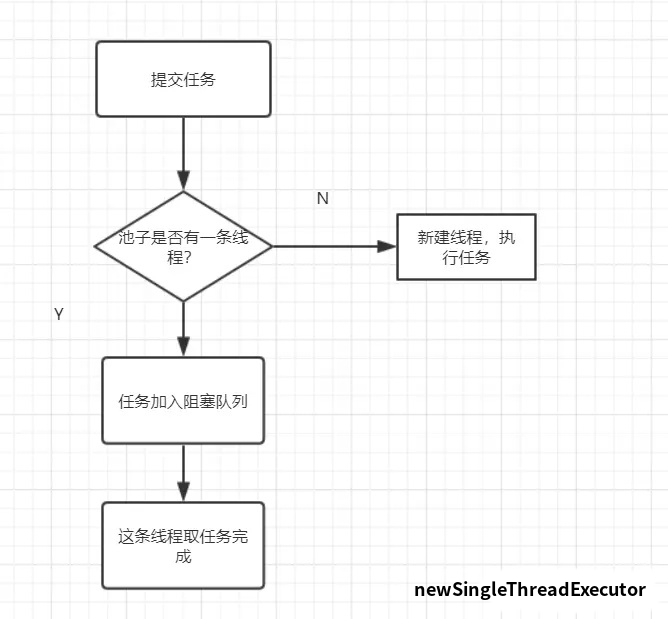 提交任务
池子是否有一条线
程？
N
新建线程，执
行任务
Y
任务加入阻塞队列
这条线程取任务完
成
newSingleThreadExecutor